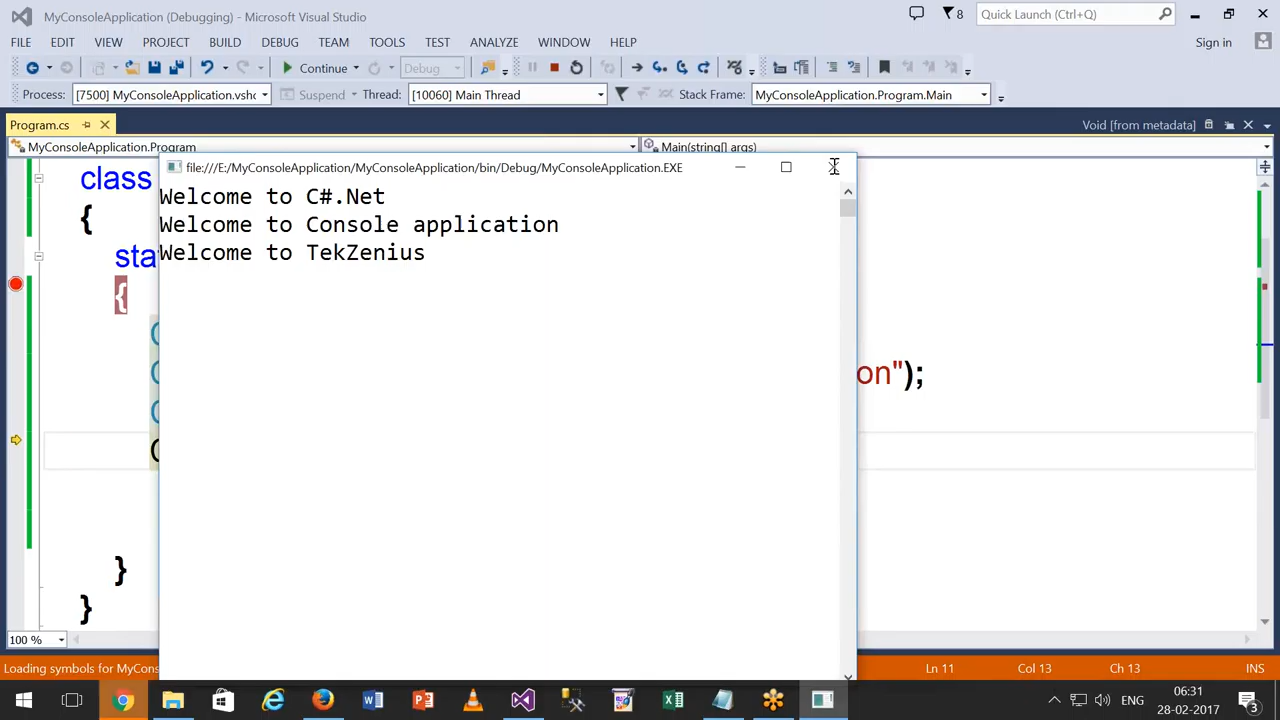 MyConsoleApplication (Debugging) - Microsoft Visual Studio
8
Quick Launch (Ctrl+Q)
FILE EDIT VIEW PROJECT BUILD DEBUG TEAM TOOLS TEST ANALYZE WINDOW HELP
Sign in
Continue
Debug
Process: [7500] MyConsoleApplication.vshc
Suspend
Thread: [10060] Main Thread
Stack Frame: MyConsoleApplication.Program.Main
Program.cs
Void [from metadata]
MyConsoleApplication.Program
Main(string[] args)
file:///E:/MyConsoleApplication/MyConsoleApplication/bin/Debug/MyConsoleApplication.EXE
Welcome to C#.Net
Welcome to Console application
Welcome to TekZenius
class
{
sta
{
on");
}
}
100 %
Loading symbols for MyCons
Ln 11
Col 13
Ch 13
INS
ENG
06:31
28-02-2017
3